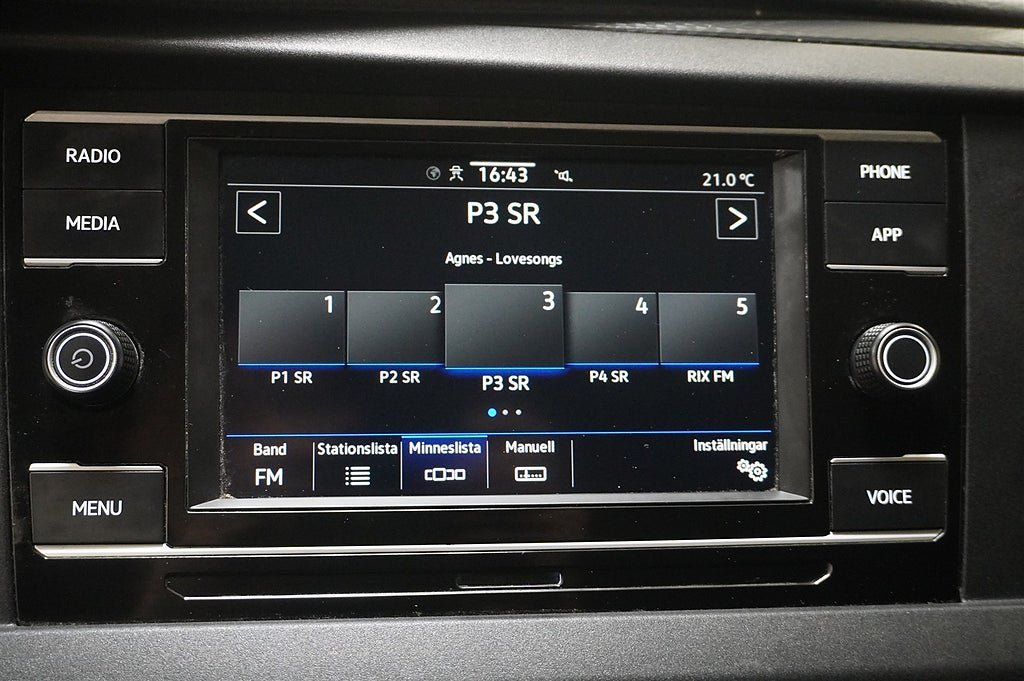 RADIO
MEDIA
MENU
16:43
21.0 °C
<
P3 SR
>
Agnes - Lovesongs
1 2 3 4 5
P1 SR P2 SR P3 SR P4 SR RIX FM
Band Stationslista Minneslista Manuell Inställningar
FM
PHONE
APP
VOICE